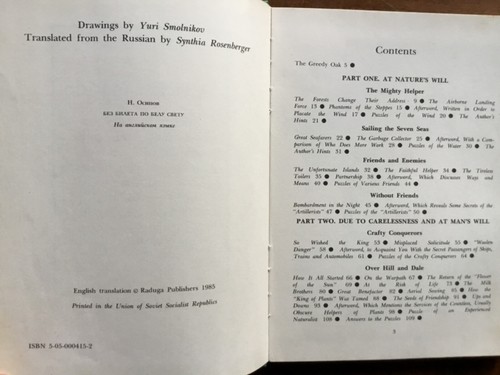 Drawings by Yuri Smolnikov
Translated from the Russian by Synthia Rosenberger
Н. Осипов
БЕЗ БИЛЕТА ПО БЕЛУ СВЕТУ
На английском языке
English translation © Raduga Publishers 1985
Printed in the Union of Soviet Socialist Republics
ISBN 5-05-000415-2
Contents
The Greedy Oak 5 ●
PART ONE. AT NATURE'S WILL
The Mighty Helper
The Forests Change Their Address 9 ● The Airborne Landing
Force 13 ● Phantoms of the Steppes 15 ● Afterword, Written in Order to
Placate the Wind 17 ● Puzzles of the Wind 20 ● The Author's
Hints 21 ●
Sailing the Seven Seas
Great Seafarers 22 ● The Garbage Collector 25 ● Afterword, With a Com-
parison of Who Does More Work 29 ● Puzzles of the Water 30 ● The
Author's Hints 31 ●
Friends and Enemies
The Unfortunate Islands 32 ● The Faithful Helper 34 ● The Tireless
Toilers 35 ● Partnership 38 ● Afterword, Which Discusses Ways and
Means 40 ● Puzzles of Various Friends 44 ●
Without Friends
Bombardment in the Night 45 ● Afterword, Which Reveals Some Secrets of the
"Artillerists" 47 ● Puzzles of the "Artillerists" 50 ●
PART TWO. DUE TO CARELESSNESS AND AT MAN'S WILL
Crafty Conquerors
So Wished the King 53 ● Misplaced Solicitude 55 ● "Waslen
Danger" 58 ● Afterword, to Acquaint You With the Secret Passengers of Ships,
Trains and Automobiles 61 ● Puzzles of the Crafty Conquerors 64 ●
Over Hill and Dale
How It All Started 66 ● On the Warpath 67 ● The Return of the "Flower
of the Sun" 69 ● At the Risk of Life 73 ● The Milk
Brothers 80 ● Great Benefactor 82 ● Aerial Sowing 85 ● How the
"King of Plants" Was Tamed 89 ● The Seeds of Friendship 91 ● Ups and
Downs 93 ● Afterword, Which Mentions the Services of the Countless, Usually
Obscure Helpers of Plants 98 ● Puzzles of an Experienced
Naturalist 109 ● Answers to the Puzzles 109 ●